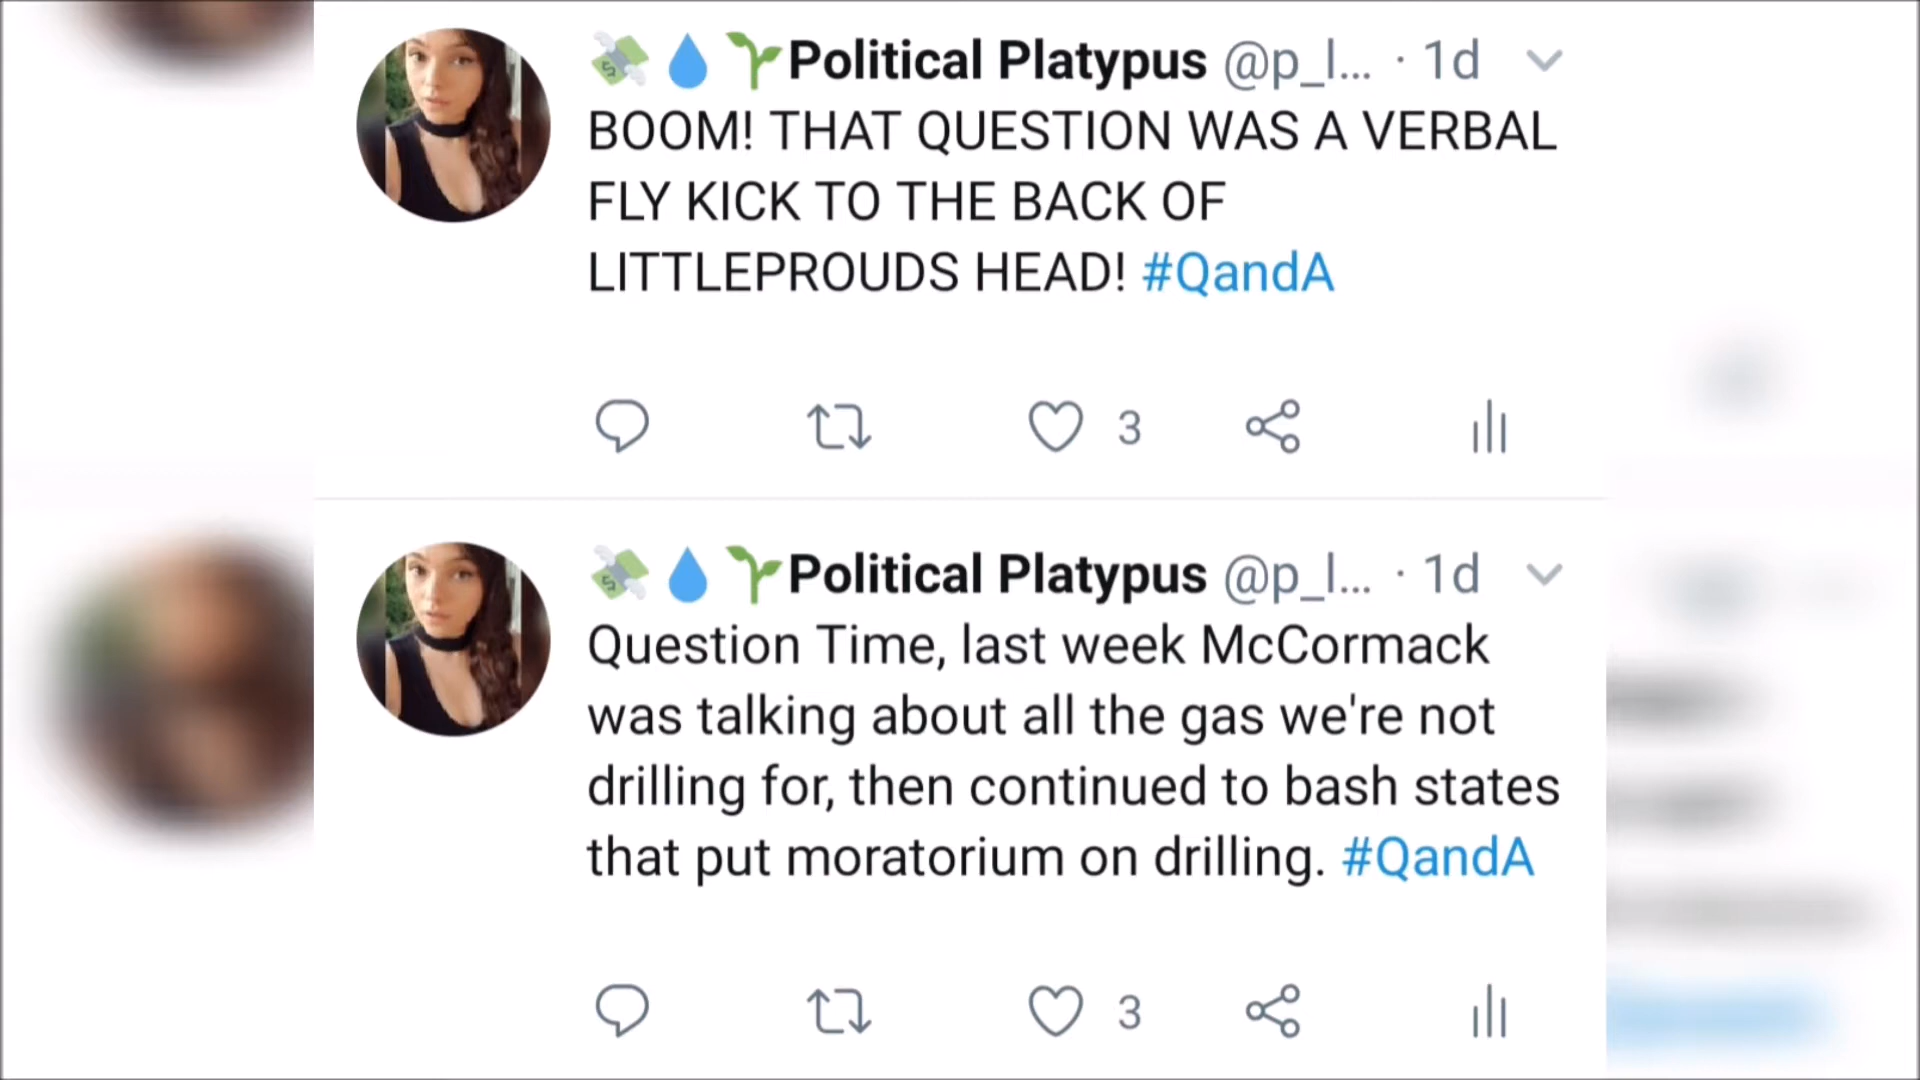 💸💧🌱Political Platypus @p_l... · 1d
BOOM! THAT QUESTION WAS A VERBAL
FLY KICK TO THE BACK OF
LITTLEPROUDS HEAD! #QandA
3
💸💧🌱Political Platypus @p_l... · 1d
Question Time, last week McCormack
was talking about all the gas we're not
drilling for, then continued to bash states
that put moratorium on drilling. #QandA
3